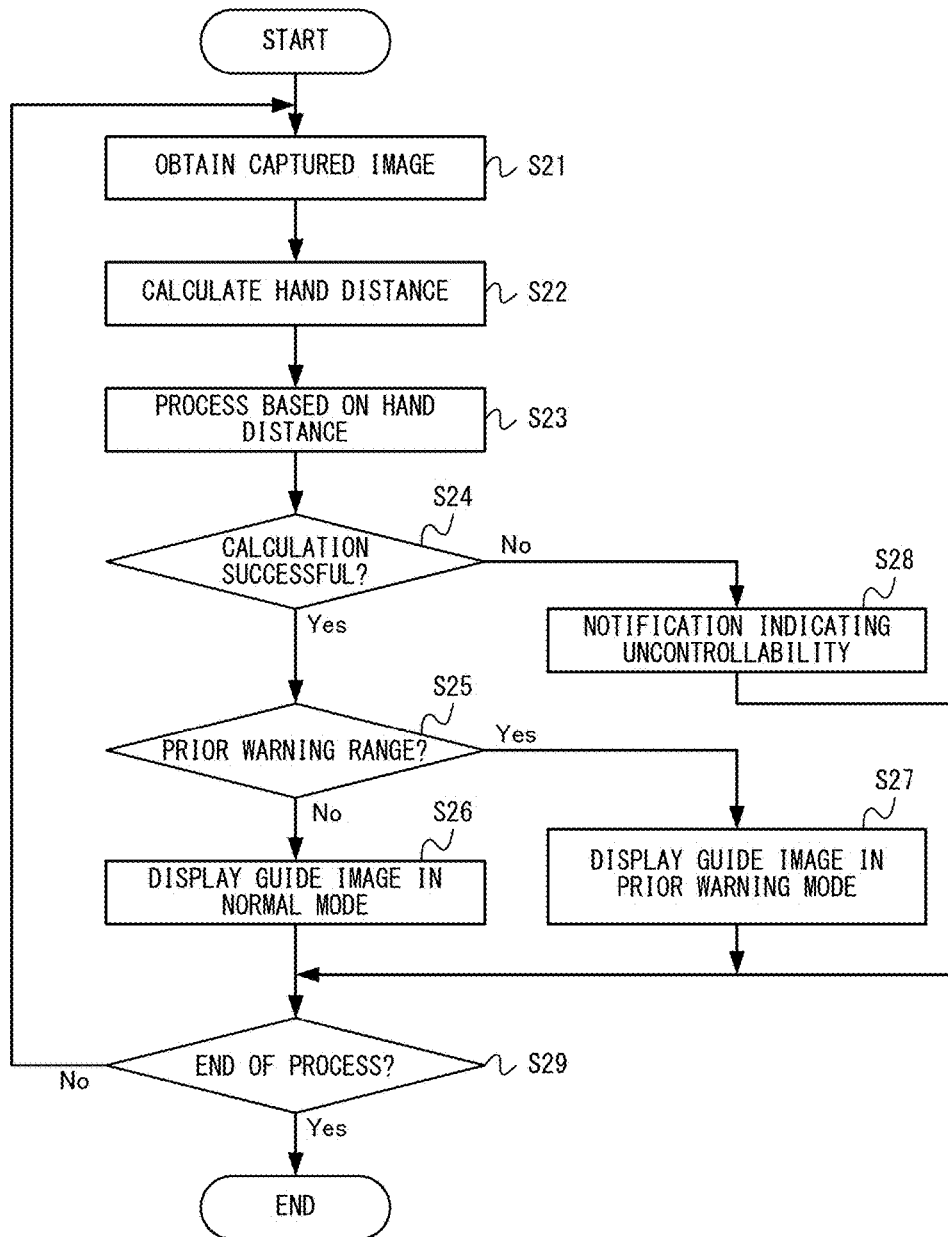 START
OBTAIN CAPTURED IMAGE
S21
CALCULATE HAND DISTANCE
S22
PROCESS BASED ON HAND
DISTANCE
S23
S24
CALCULATION
SUCCESSFUL?
No
Yes
S28
NOTIFICATION INDICATING
UNCONTROLLABILITY
S25
PRIOR WARNING RANGE?
Yes
No
S26
DISPLAY GUIDE IMAGE IN
NORMAL MODE
S27
DISPLAY GUIDE IMAGE IN
PRIOR WARNING MODE
END OF PROCESS?
S29
No
Yes
END